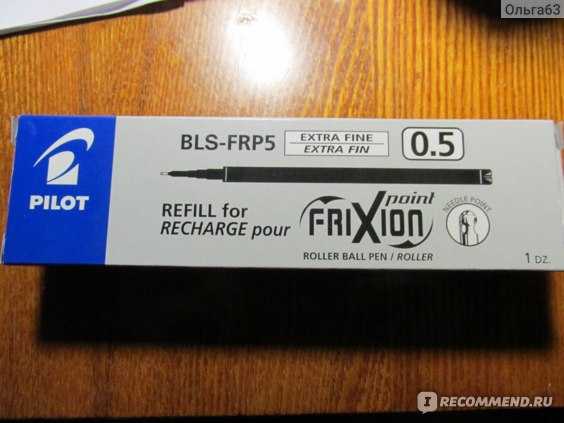 Ольга63
PILOT
BLS-FRP5
EXTRA FINE
EXTRA FIN
0.5
REFILL for
RECHARGE pour
FRIXION point
ROLLER BALL PEN / ROLLER
NEEDLE POINT
1 DZ.
IRECOMMEND.RU